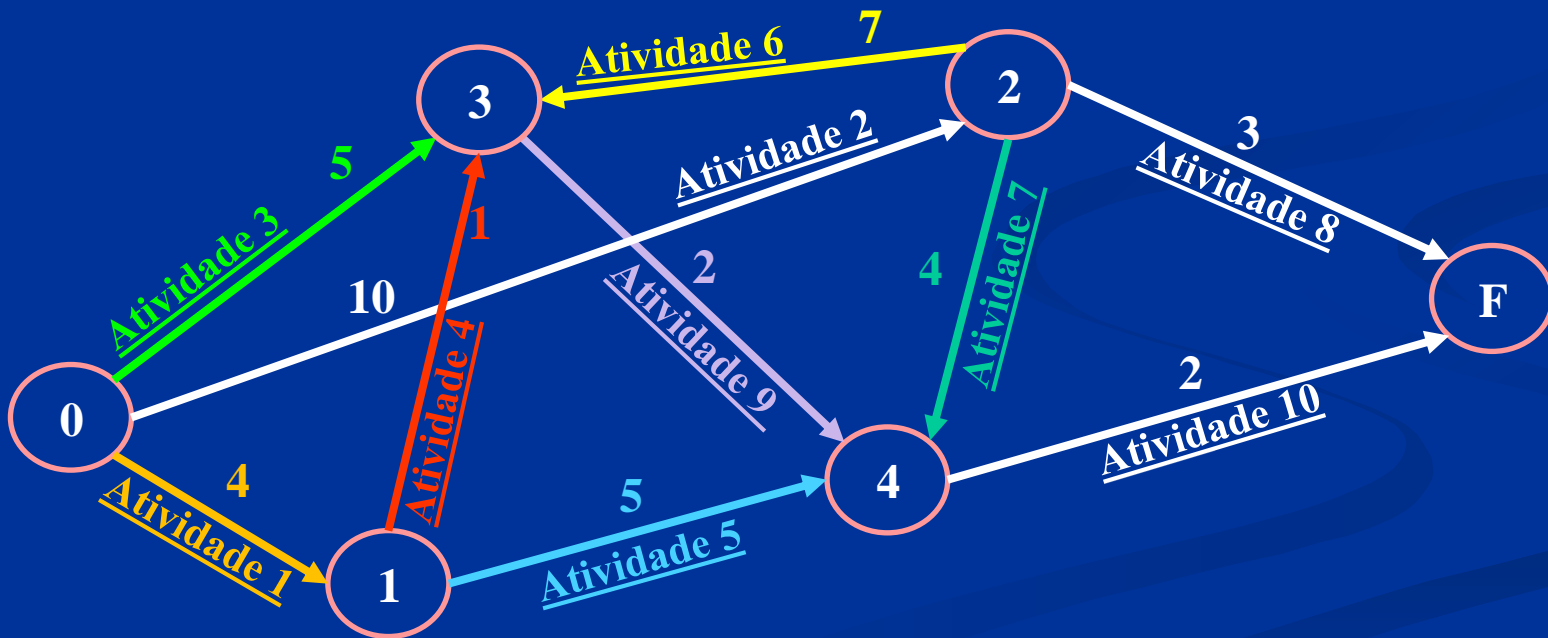 7
Atividade 6
3
2
Atividade 2
3
Atividade 8
5
Atividade 3
1
10
2
Atividade 9
4
Atividade 7
F
0
Atividade 4
4
Atividade 1
1
5
Atividade 5
4
2
Atividade 10